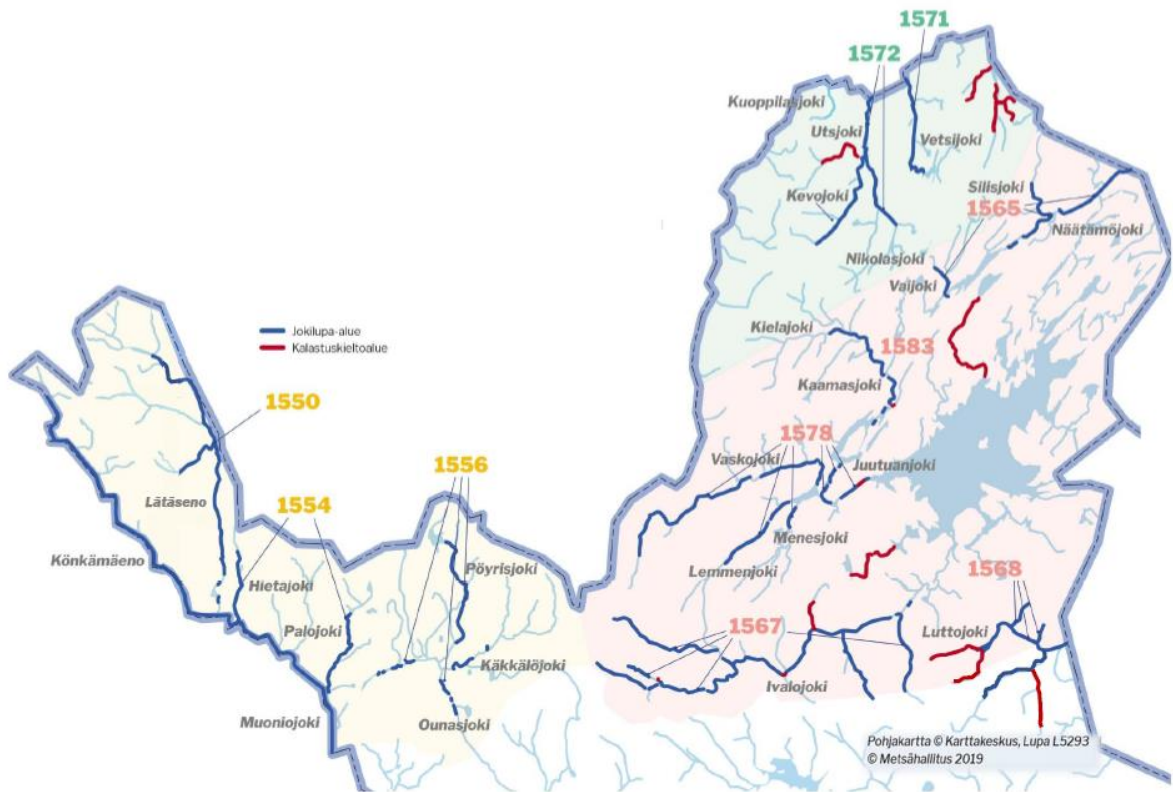 1571
1572
Kuoppilasjoki
Utsjoki
Vetsijoki
Kevojoki
Silisjoki
1565
Näätämöjoki
Nikolasjoki
Vaijoki
Kielajoki
1583
Jokilupa-alue
Kalastuskieltoalue
Kaamasjoki
1550
1578
Vaskojoki
Juutuanjoki
1556
Lätäseno
1554
Menesjoki
Könkämäeno
Pöyrisjoki
Lemmenjoki
1568
Hietajoki
Palojoki
1567
Luttojoki
Käkkälöjoki
Ivalojoki
Muoniojoki
Ounasjoki
Pohjakartta © Karttakeskus, Lupa L5293
© Metsähallitus 2019